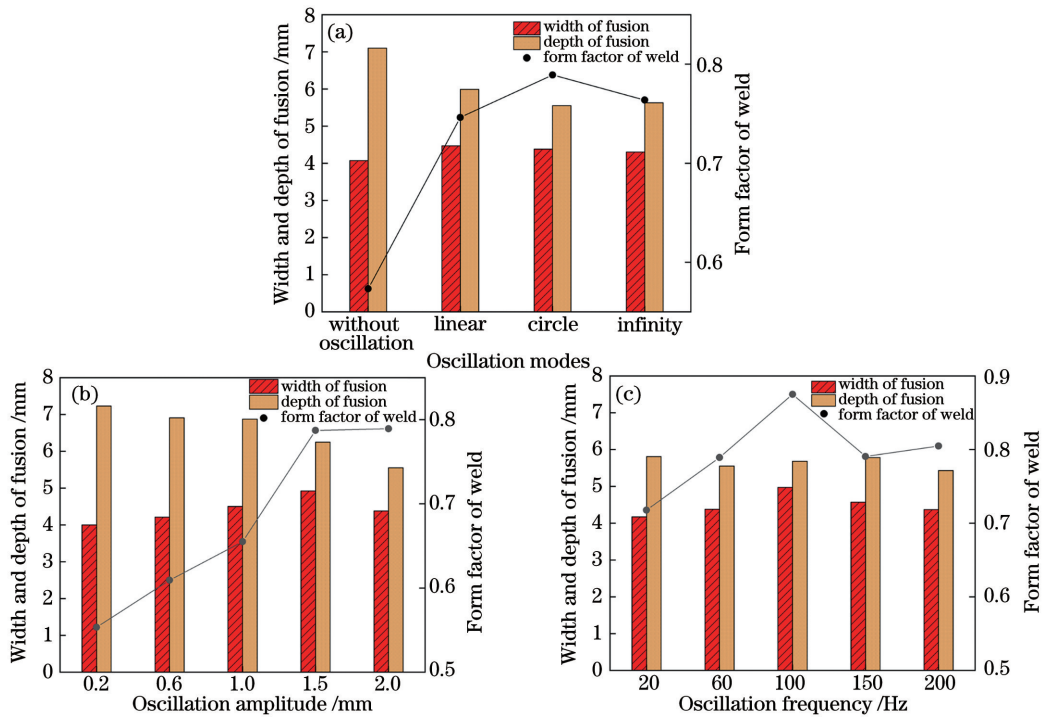 (a)
width of fusion
depth of fusion
form factor of weld
Width and depth of fusion /mm
8
7
6
5
4
3
2
1
0
Form factor of weld
0.8
0.7
0.6
without oscillation
linear
circle
infinity
Oscillation modes
(b)
width of fusion
depth of fusion
form factor of weld
Width and depth of fusion /mm
8
7
6
5
4
3
2
1
0
Form factor of weld
0.8
0.7
0.6
0.5
0.2
0.6
1.0
1.5
2.0
Oscillation amplitude /mm
(c)
width of fusion
depth of fusion
form factor of weld
Width and depth of fusion /mm
8
7
6
5
4
3
2
1
0
Form factor of weld
0.9
0.8
0.7
0.6
0.5
20
60
100
150
200
Oscillation frequency /Hz